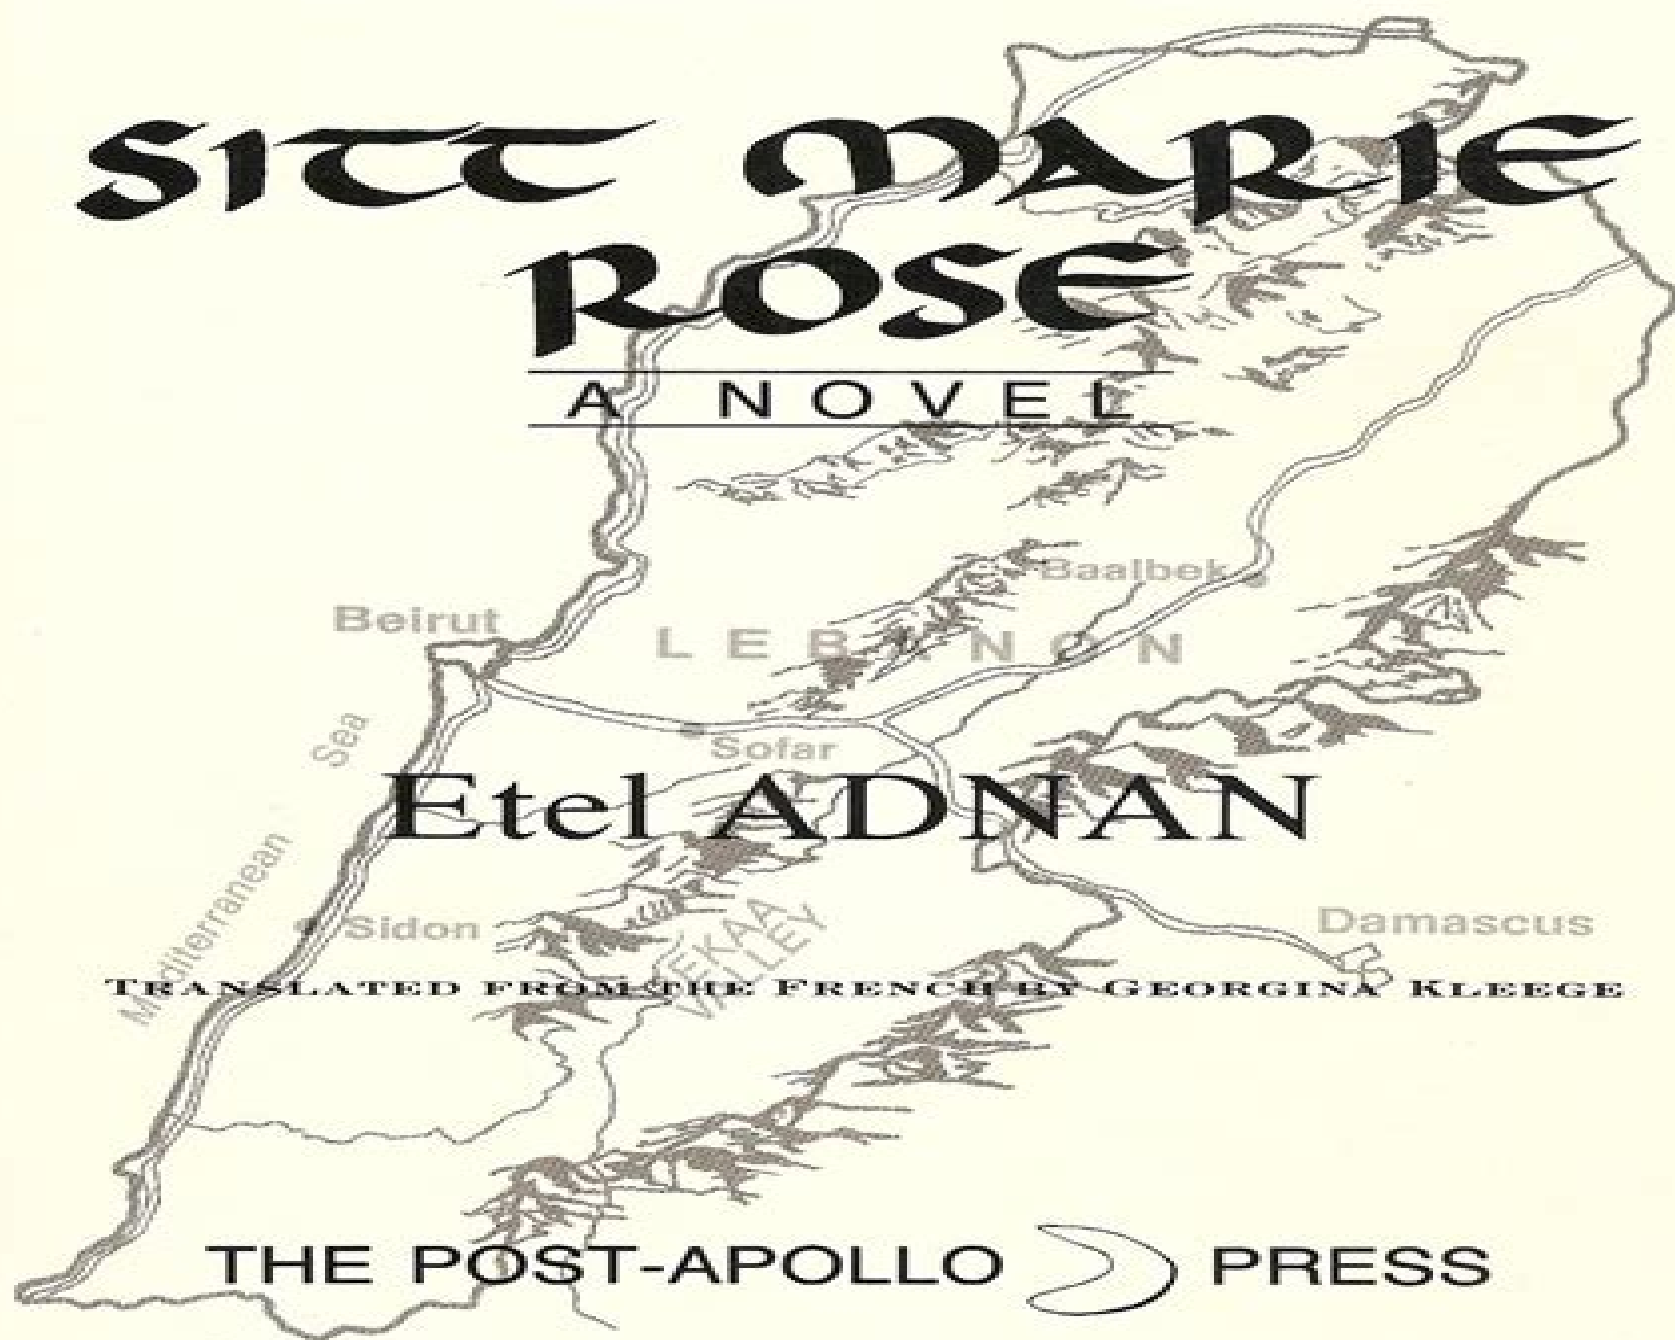 SITT MARIE
ROSE
A NOVEL
Baalbek
Beirut
LEBANON
Sofar
Sea
Etel ADNAN
Mediterranean
Sidon
BEKAA
VALLEY
Damascus
TRANSLATED FROM THE FRENCH BY GEORGINA KLEEGE
THE POST-APOLLO PRESS